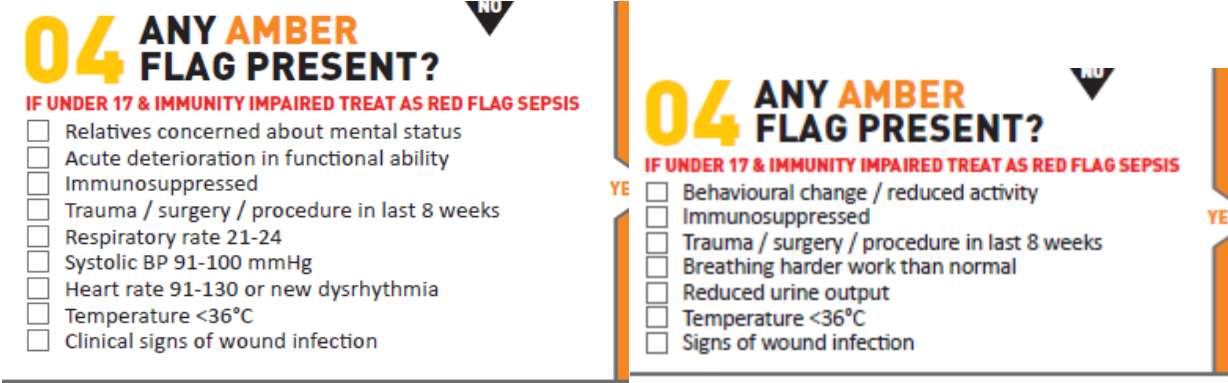 NO
04 ANY AMBER
FLAG PRESENT?
IF UNDER 17 & IMMUNITY IMPAIRED TREAT AS RED FLAG SEPSIS
Relatives concerned about mental status
Acute deterioration in functional ability
Immunosuppressed
Trauma / surgery / procedure in last 8 weeks
Respiratory rate 21-24
Systolic BP 91-100 mmHg
Heart rate 91-130 or new dysrhythmia
Temperature <36°C
Clinical signs of wound infection
YE
NO
04 ANY AMBER
FLAG PRESENT?
IF UNDER 17 & IMMUNITY IMPAIRED TREAT AS RED FLAG SEPSIS
Behavioural change / reduced activity
Immunosuppressed
Trauma / surgery / procedure in last 8 weeks
Breathing harder work than normal
Reduced urine output
Temperature <36°C
Signs of wound infection
YE